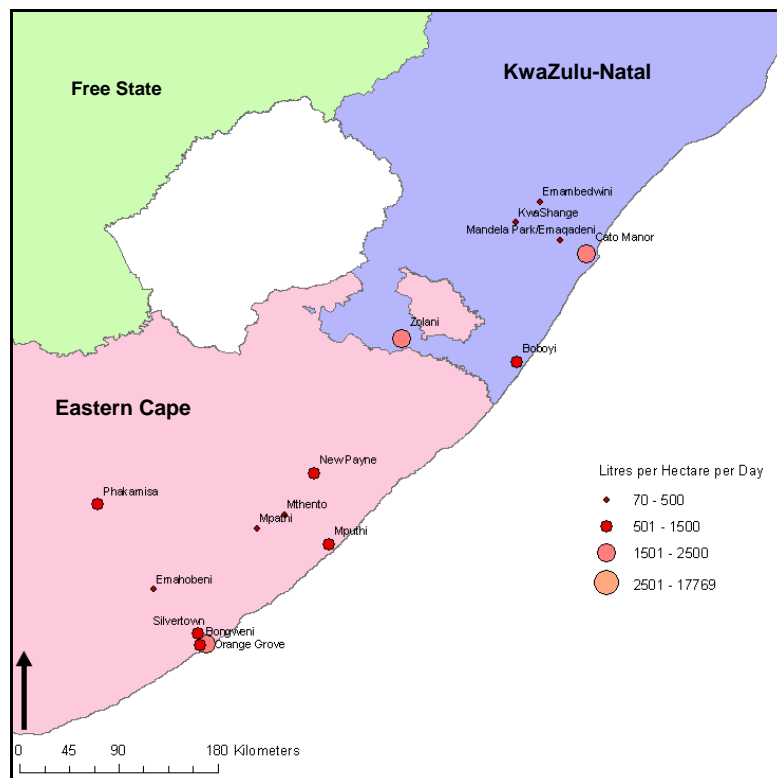 KwaZulu-Natal
Free State
Emambedwini
KwaShange
Mandela Park/Emaqadeni
Cato Manor
Zolani
Boboyi
Eastern Cape
New Payne
Litres per Hectare per Day
70 - 500
501 - 1500
1501 - 2500
2501 - 17769
Phakamisa
Mthento
Mpathi
Mputhi
Emahobeni
Silvertown
Bongweni
Orange Grove
0 45 90 180 Kilometers